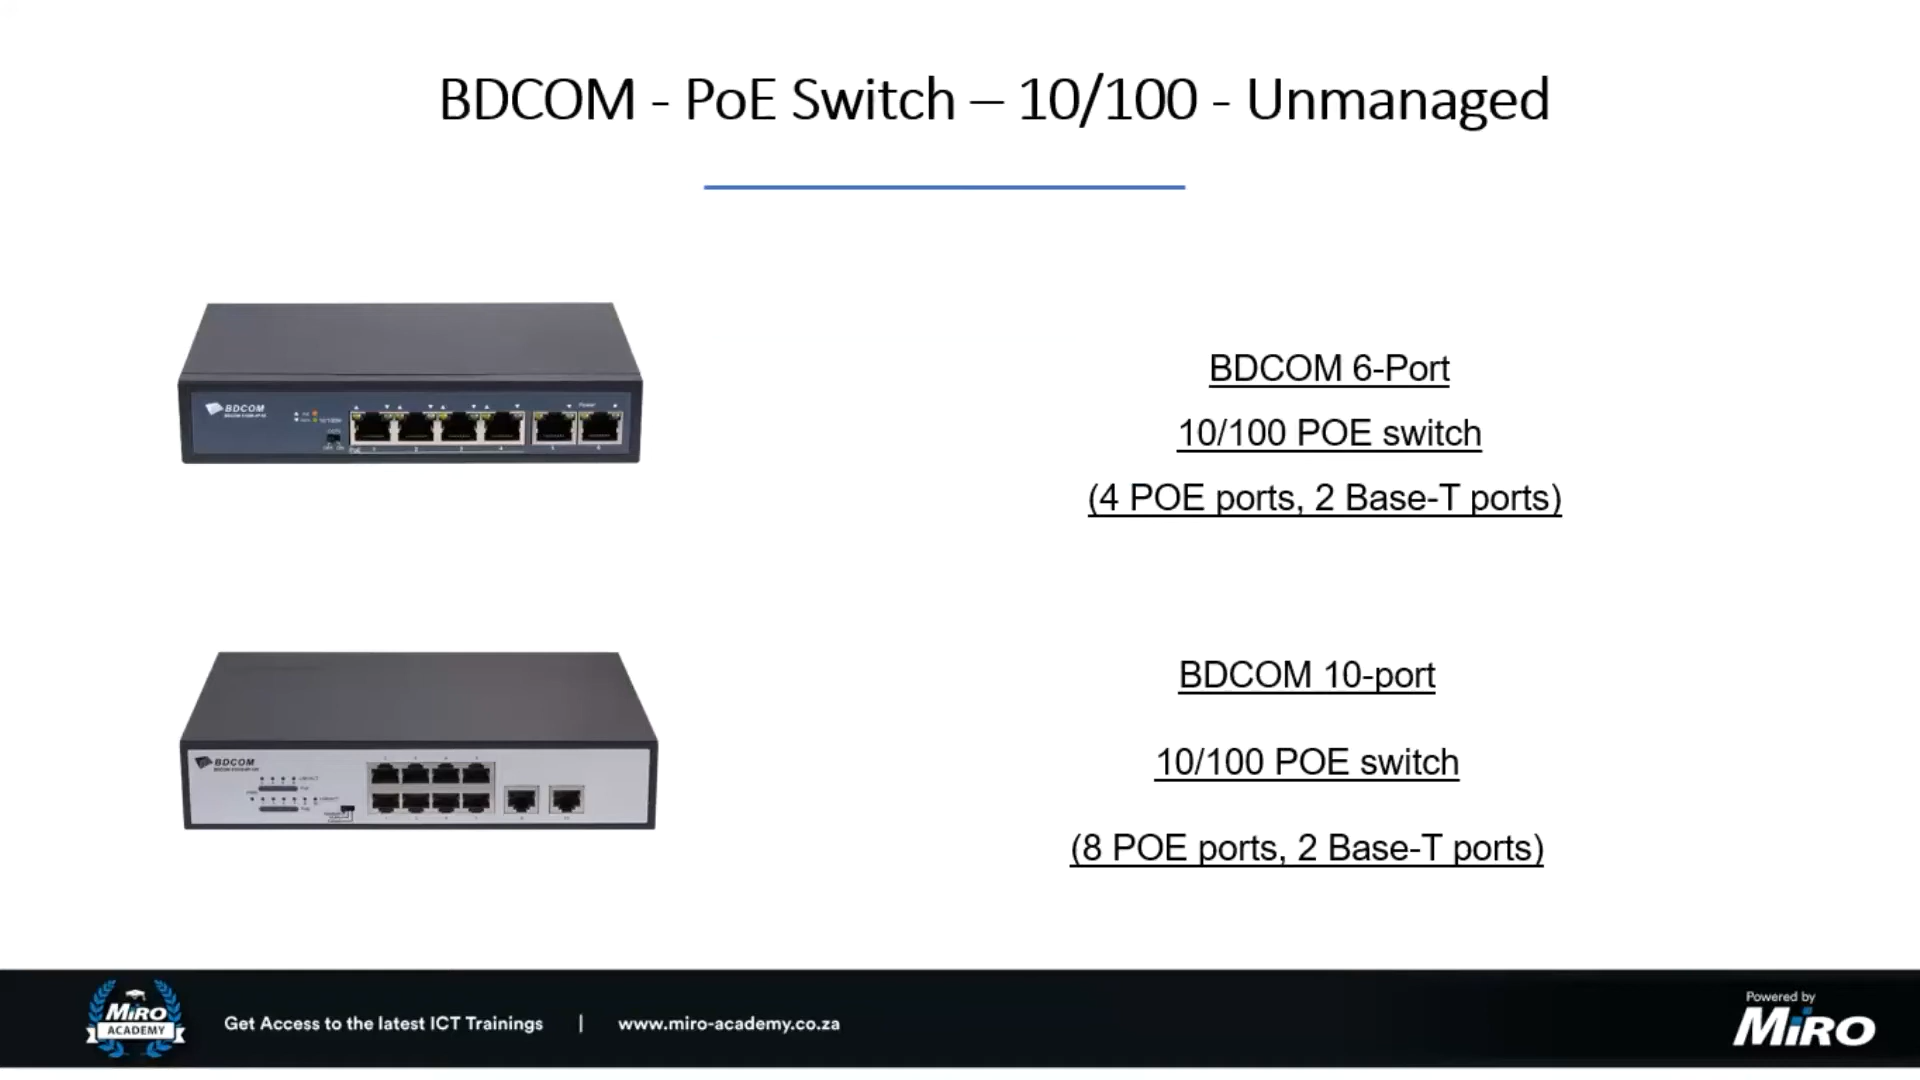 BDCOM - PoE Switch – 10/100 - Unmanaged
BDCOM
BDCOM 6-Port
10/100 POE switch
(4 POE ports, 2 Base-T ports)
BDCOM
BDCOM 10-port
10/100 POE switch
(8 POE ports, 2 Base-T ports)
MiRO
ACADEMY
Get Access to the latest ICT Trainings | www.miro-academy.co.za
Powered by
MiRO